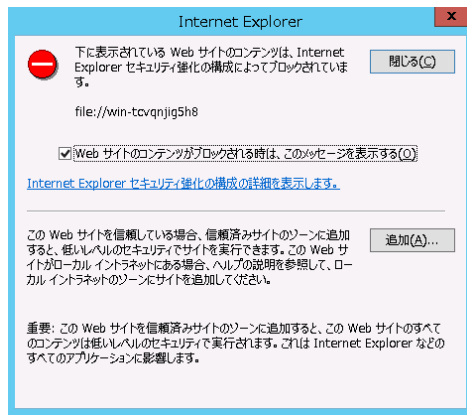 Internet Explorer
x
下に表示されている Web サイトのコンテンツは、Internet
Explorer セキュリティ強化の構成によってブロックされていま
す。
閉じる(C)
file://win-tcvqnjig5h8
Web サイトのコンテンツがブロックされる時は、このメッセージを表示する(O)
Internet Explorer セキュリティ強化の構成の詳細を表示します。
この Web サイトを信頼している場合、信頼済みサイトのゾーンに追加
すると、低いレベルのセキュリティでサイトを実行できます。この Web サ
イトがローカル イントラネットにある場合、ヘルプの説明を参照して、ロー
カル イントラネットのゾーンにサイトを追加してください。
追加(A)...
重要: この Web サイトを信頼済みサイトのゾーンに追加すると、この Web サイトのすべて
のコンテンツは低いレベルのセキュリティで実行されます。これは Internet Explorer などの
すべてのアプリケーションに影響します。